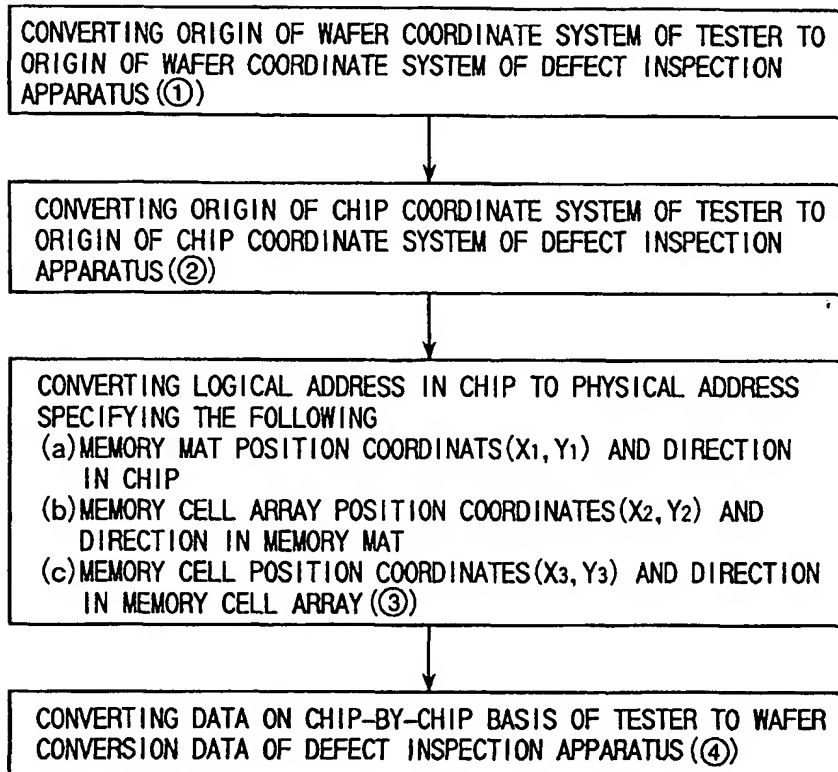 CONVERTING ORIGIN OF WAFER COORDINATE SYSTEM OF TESTER TO
ORIGIN OF WAFER COORDINATE SYSTEM OF DEFECT INSPECTION
APPARATUS(①)
CONVERTING ORIGIN OF CHIP COORDINATE SYSTEM OF TESTER TO
ORIGIN OF CHIP COORDINATE SYSTEM OF DEFECT INSPECTION
APPARATUS(②)
CONVERTING LOGICAL ADDRESS IN CHIP TO PHYSICAL ADDRESS
SPECIFYING THE FOLLOWING
(a)MEMORY MAT POSITION COORDINATS(X1,Y1) AND DIRECTION
IN CHIP
(b)MEMORY CELL ARRAY POSITION COORDINATES(X2,Y2) AND
DIRECTION IN MEMORY MAT
(c)MEMORY CELL POSITION COORDINATES(X3,Y3) AND DIRECTION
IN MEMORY CELL ARRAY(③)
CONVERTING DATA ON CHIP-BY-CHIP BASIS OF TESTER TO WAFER
CONVERSION DATA OF DEFECT INSPECTION APPARATUS(④)